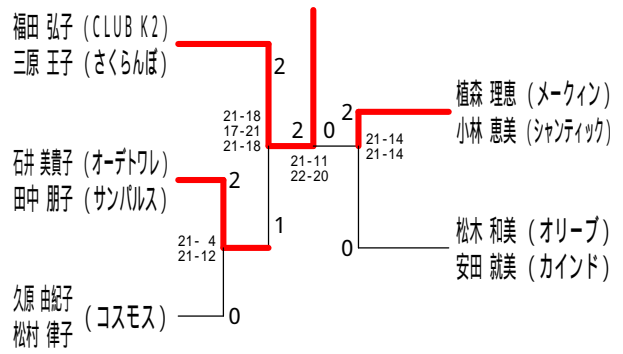 福田 弘子 (CLUB K2)
三原 王子 (さくらんぼ)
2
21-18
17-21
21-18
2
0
21-11
22-20
2
植森 理恵 (メークィン)
小林 恵美 (シャンティック)
21-14
21-14
石井 美貴子 (オーデトワレ)
田中 朋子 (サンパルス)
2
1
21- 4
21-12
0
松木 和美 (オリーブ)
安田 就美 (カインド)
久原 由紀子
松村 律子
(コスモス)
0